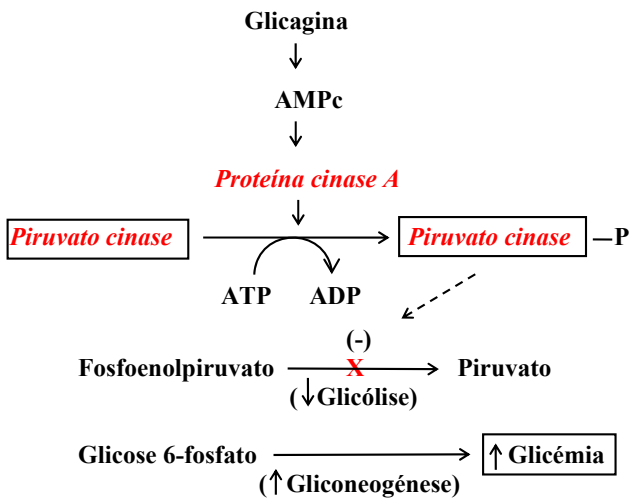 Glicagina
AMPc
Proteína cinase A
Piruvato cinase
Piruvato cinase –P
ATP ADP
(-)
Fosfoenolpiruvato X Piruvato
(↓Glicólise)
Glicose 6-fosfato ↑ Glicémia
(↑Gliconeogénese)